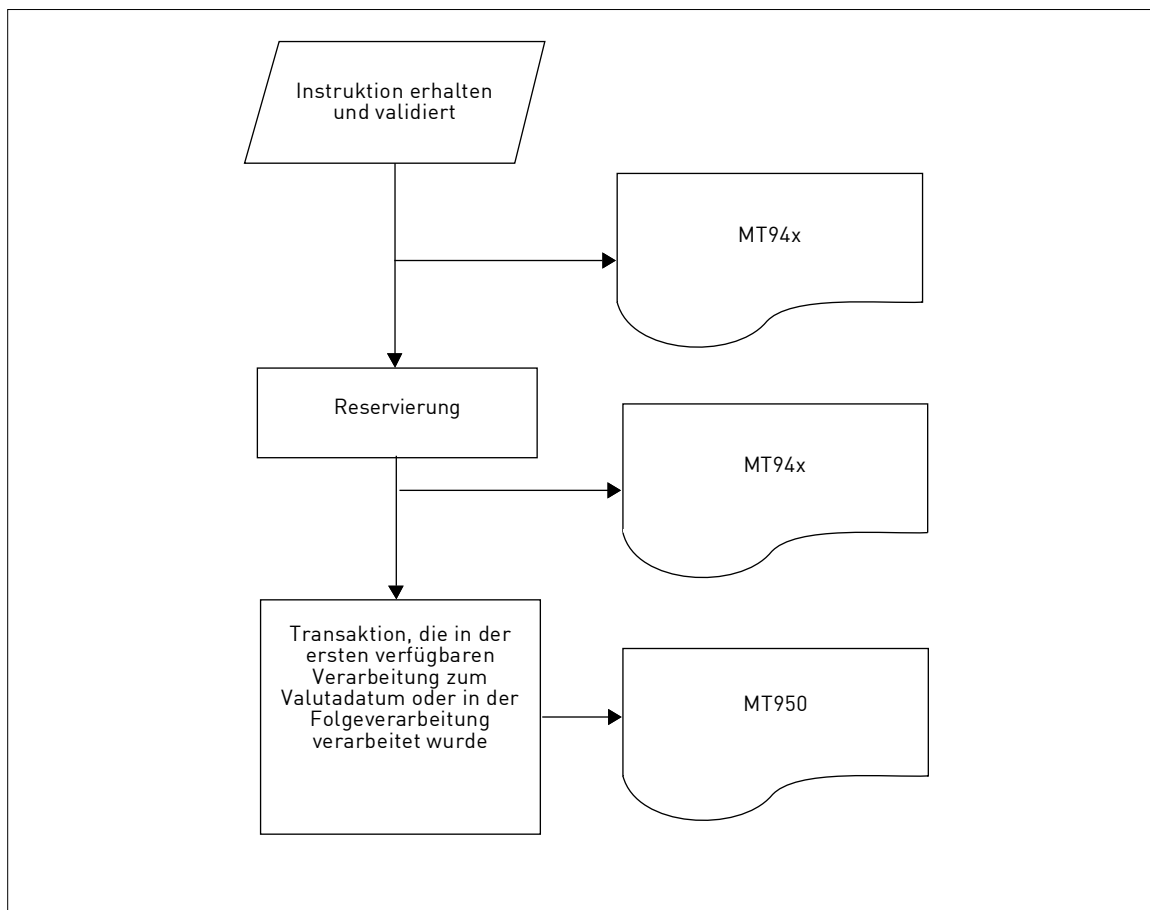 Instruktion erhalten
und validiert
MT94x
Reservierung
MT94x
Transaktion, die in der
ersten verfügbaren
Verarbeitung zum
Valutadatum oder in der
Folgeverarbeitung
verarbeitet wurde
MT950